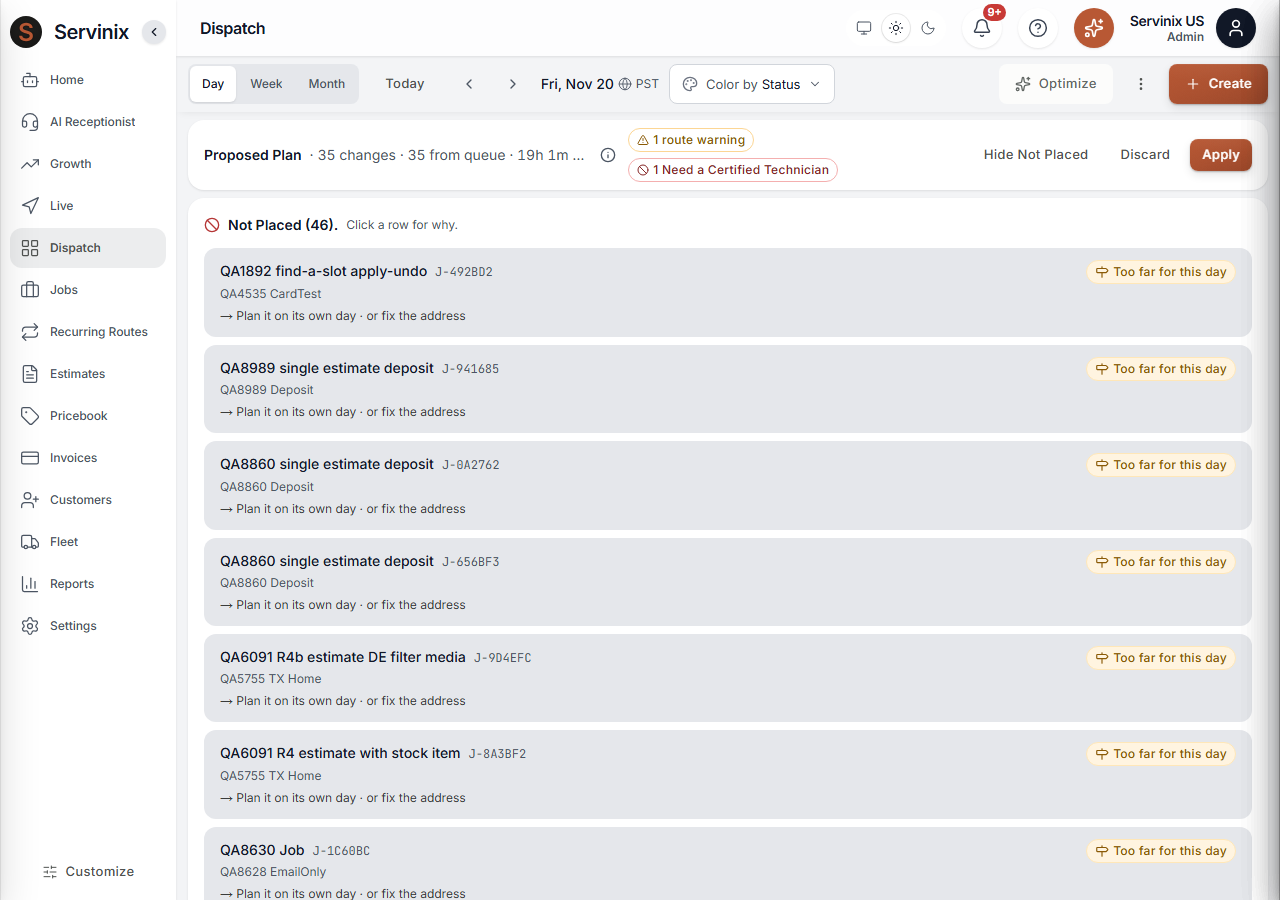 Servinix
Home
AI Receptionist
Growth
Live
Dispatch
Jobs
Recurring Routes
Estimates
Pricebook
Invoices
Customers
Fleet
Reports
Settings
Customize
Dispatch
9+
Servinix US
Admin
Day Week Month Today Fri, Nov 20 PST Color by Status Optimize + Create
Proposed Plan · 35 changes · 35 from queue · 19h 1m ...
1 route warning
1 Need a Certified Technician
Hide Not Placed Discard Apply
Not Placed (46). Click a row for why.
QA1892 find-a-slot apply-undo J-492BD2 Too far for this day
QA4535 CardTest
→ Plan it on its own day · or fix the address
QA8989 single estimate deposit J-941685 Too far for this day
QA8989 Deposit
→ Plan it on its own day · or fix the address
QA8860 single estimate deposit J-0A2762 Too far for this day
QA8860 Deposit
→ Plan it on its own day · or fix the address
QA8860 single estimate deposit J-656BF3 Too far for this day
QA8860 Deposit
→ Plan it on its own day · or fix the address
QA6091 R4b estimate DE filter media J-9D4EFC Too far for this day
QA5755 TX Home
→ Plan it on its own day · or fix the address
QA6091 R4 estimate with stock item J-8A3BF2 Too far for this day
QA5755 TX Home
→ Plan it on its own day · or fix the address
QA8630 Job J-1C60BC Too far for this day
QA8628 EmailOnly
→ Plan it on its own day · or fix the address